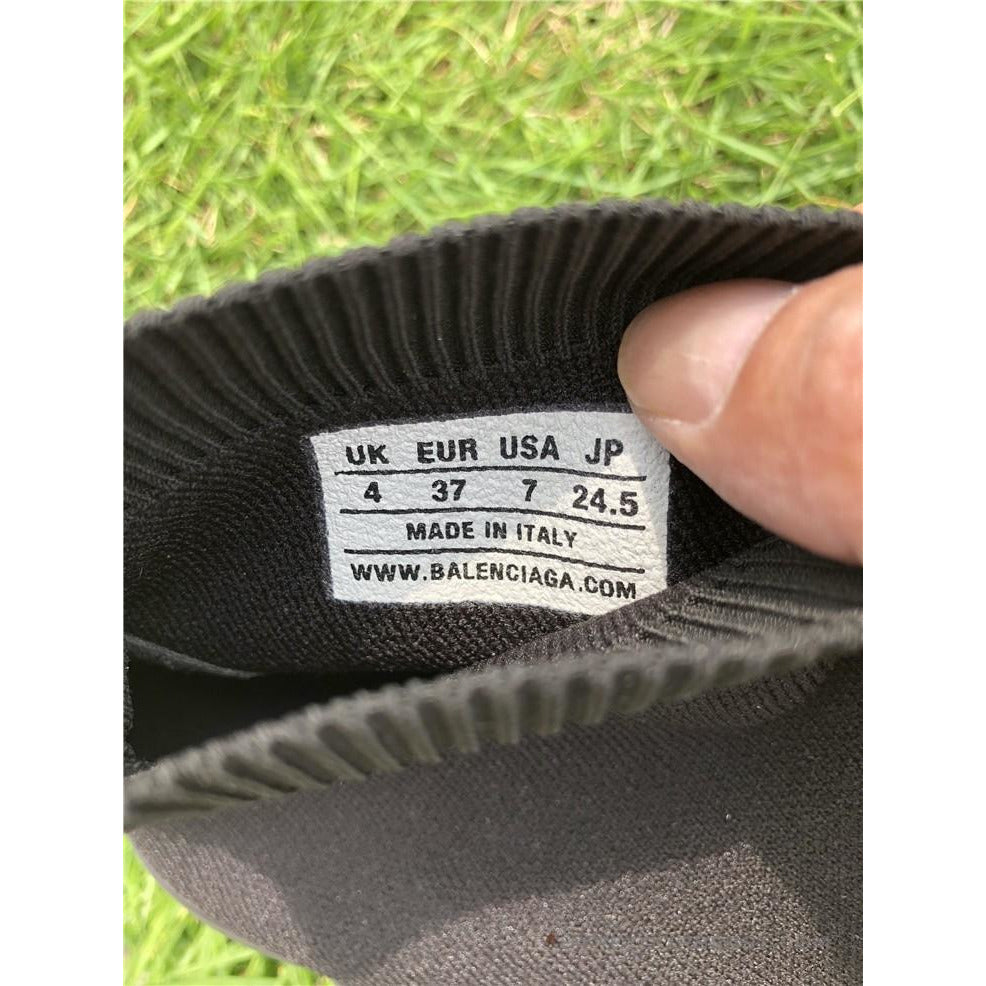 UK EUR USA JP
4 37 7 24.5
MADE IN ITALY
WWW.BALENCIAGA.COM